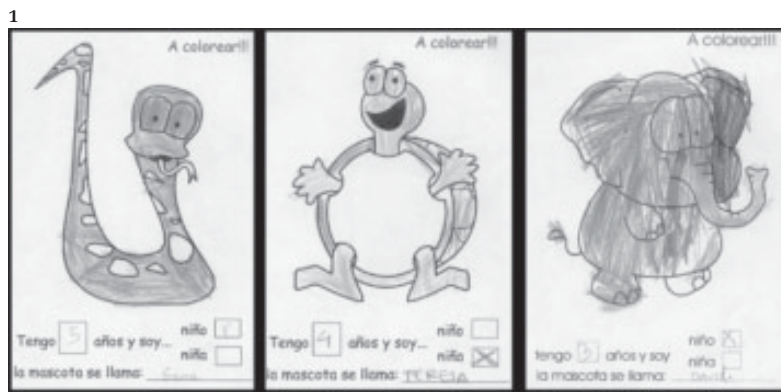 1
A colorear!!!
Tengo 5 años y soy...
niño
niña
la mascota se llama:
A colorear!!!
Tengo 4 años y soy...
niño
niña X
la mascota se llama: TERESA
A colorear!!!
tengo 3 años y soy
niño X
niña
la mascota se llama: